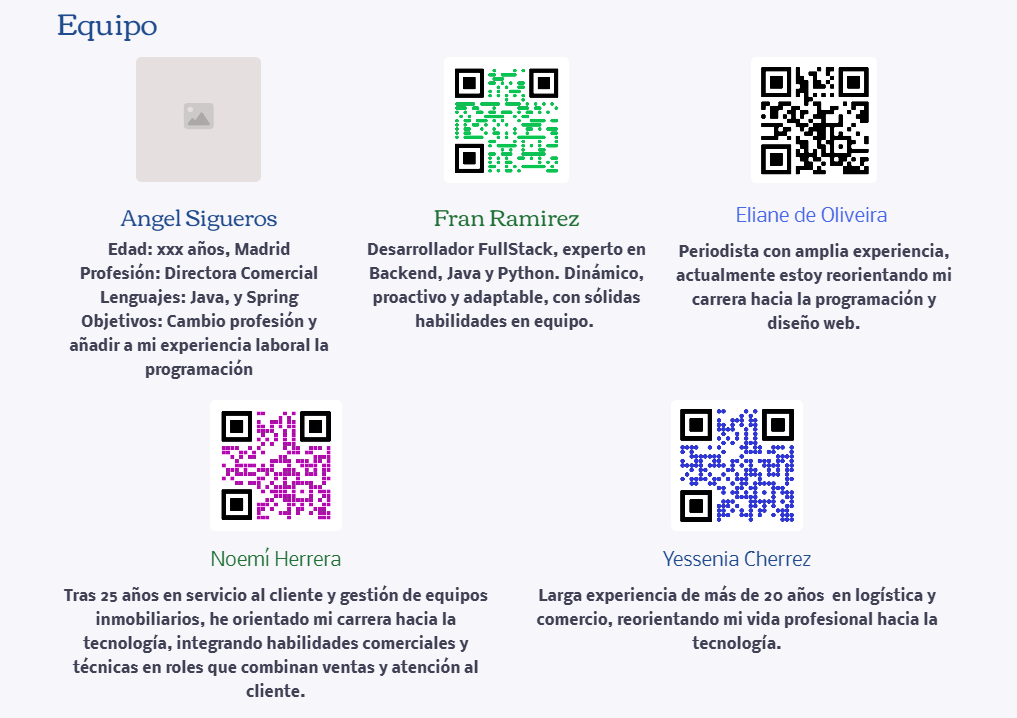 Equipo
Angel Sigueros
Edad: xxx años, Madrid
Profesión: Directora Comercial
Lenguajes: Java, y Spring
Objetivos: Cambio profesión y
añadir a mi experiencia laboral la
programación
Fran Ramirez
Desarrollador FullStack, experto en
Backend, Java y Python. Dinámico,
proactivo y adaptable, con sólidas
habilidades en equipo.
Eliane de Oliveira
Periodista con amplia experiencia,
actualmente estoy reorientando mi
carrera hacia la programación y
diseño web.
Noemí Herrera
Tras 25 años en servicio al cliente y gestión de equipos
inmobiliarios, he orientado mi carrera hacia la
tecnología, integrando habilidades comerciales y
técnicas en roles que combinan ventas y atención al
cliente.
Yessenia Cherrez
Larga experiencia de más de 20 años  en logística y
comercio, reorientando mi vida profesional hacia la
tecnología.